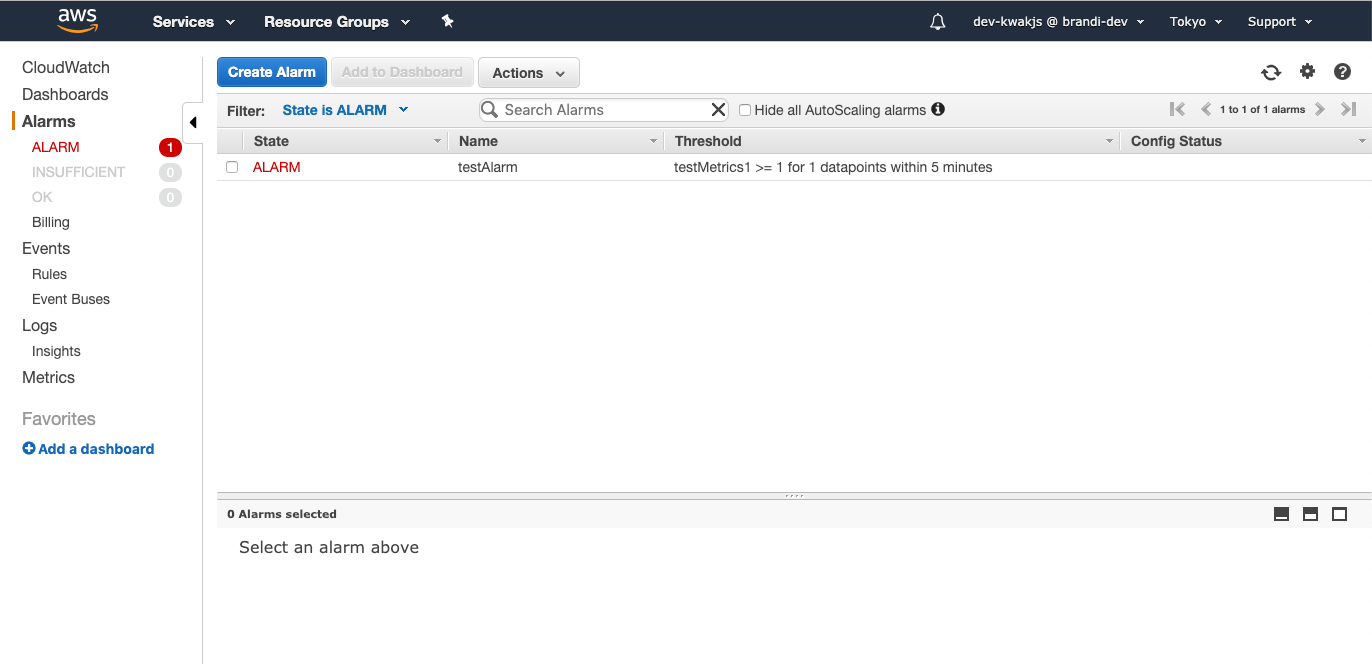 aws Services Resource Groups dev-kwakjs @ brandi-dev Tokyo Support
CloudWatch
Dashboards
Alarms
ALARM 1
INSUFFICIENT 0
OK 0
Billing
Events
Rules
Event Buses
Logs
Insights
Metrics
Favorites
Add a dashboard
Create Alarm Add to Dashboard Actions
Filter: State is ALARM Search Alarms Hide all AutoScaling alarms 1 to 1 of 1 alarms
State Name Threshold Config Status
ALARM testAlarm testMetrics1 >= 1 for 1 datapoints within 5 minutes
0 Alarms selected
Select an alarm above